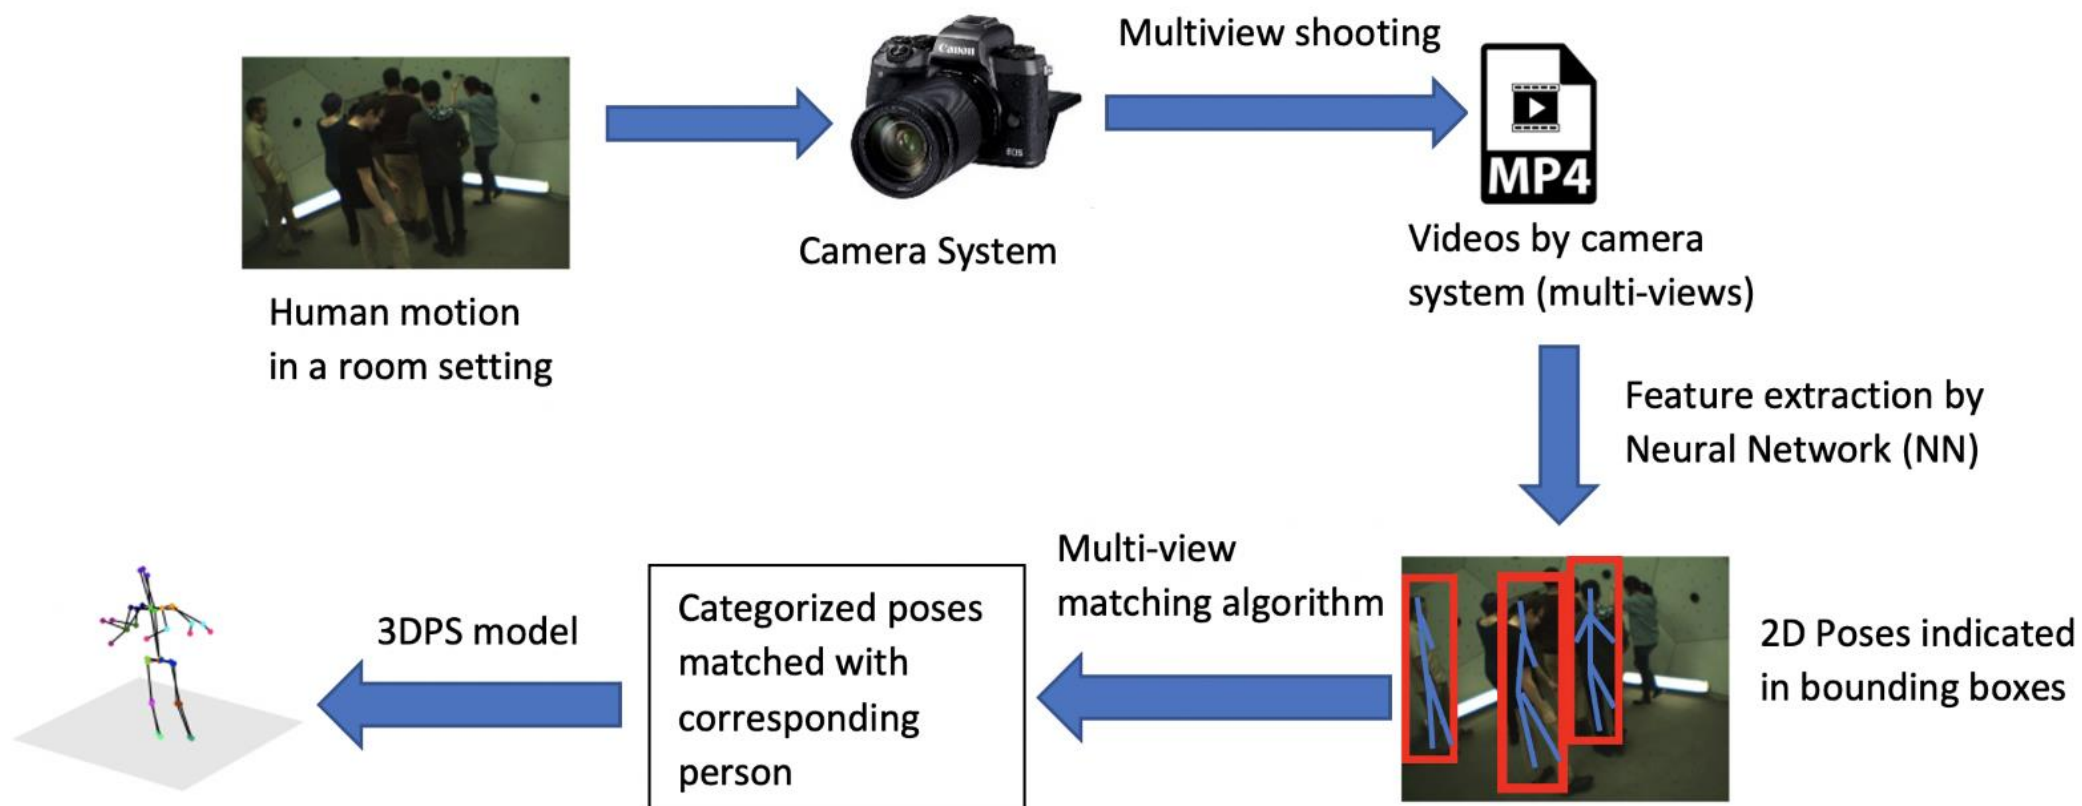 Multiview shooting
Canon
EOS
MP4
Camera System
Videos by camera
system (multi-views)
Human motion
in a room setting
Feature extraction by
Neural Network (NN)
Multi-view
matching algorithm
2D Poses indicated
in bounding boxes
Categorized poses
matched with
corresponding
person
3DPS model